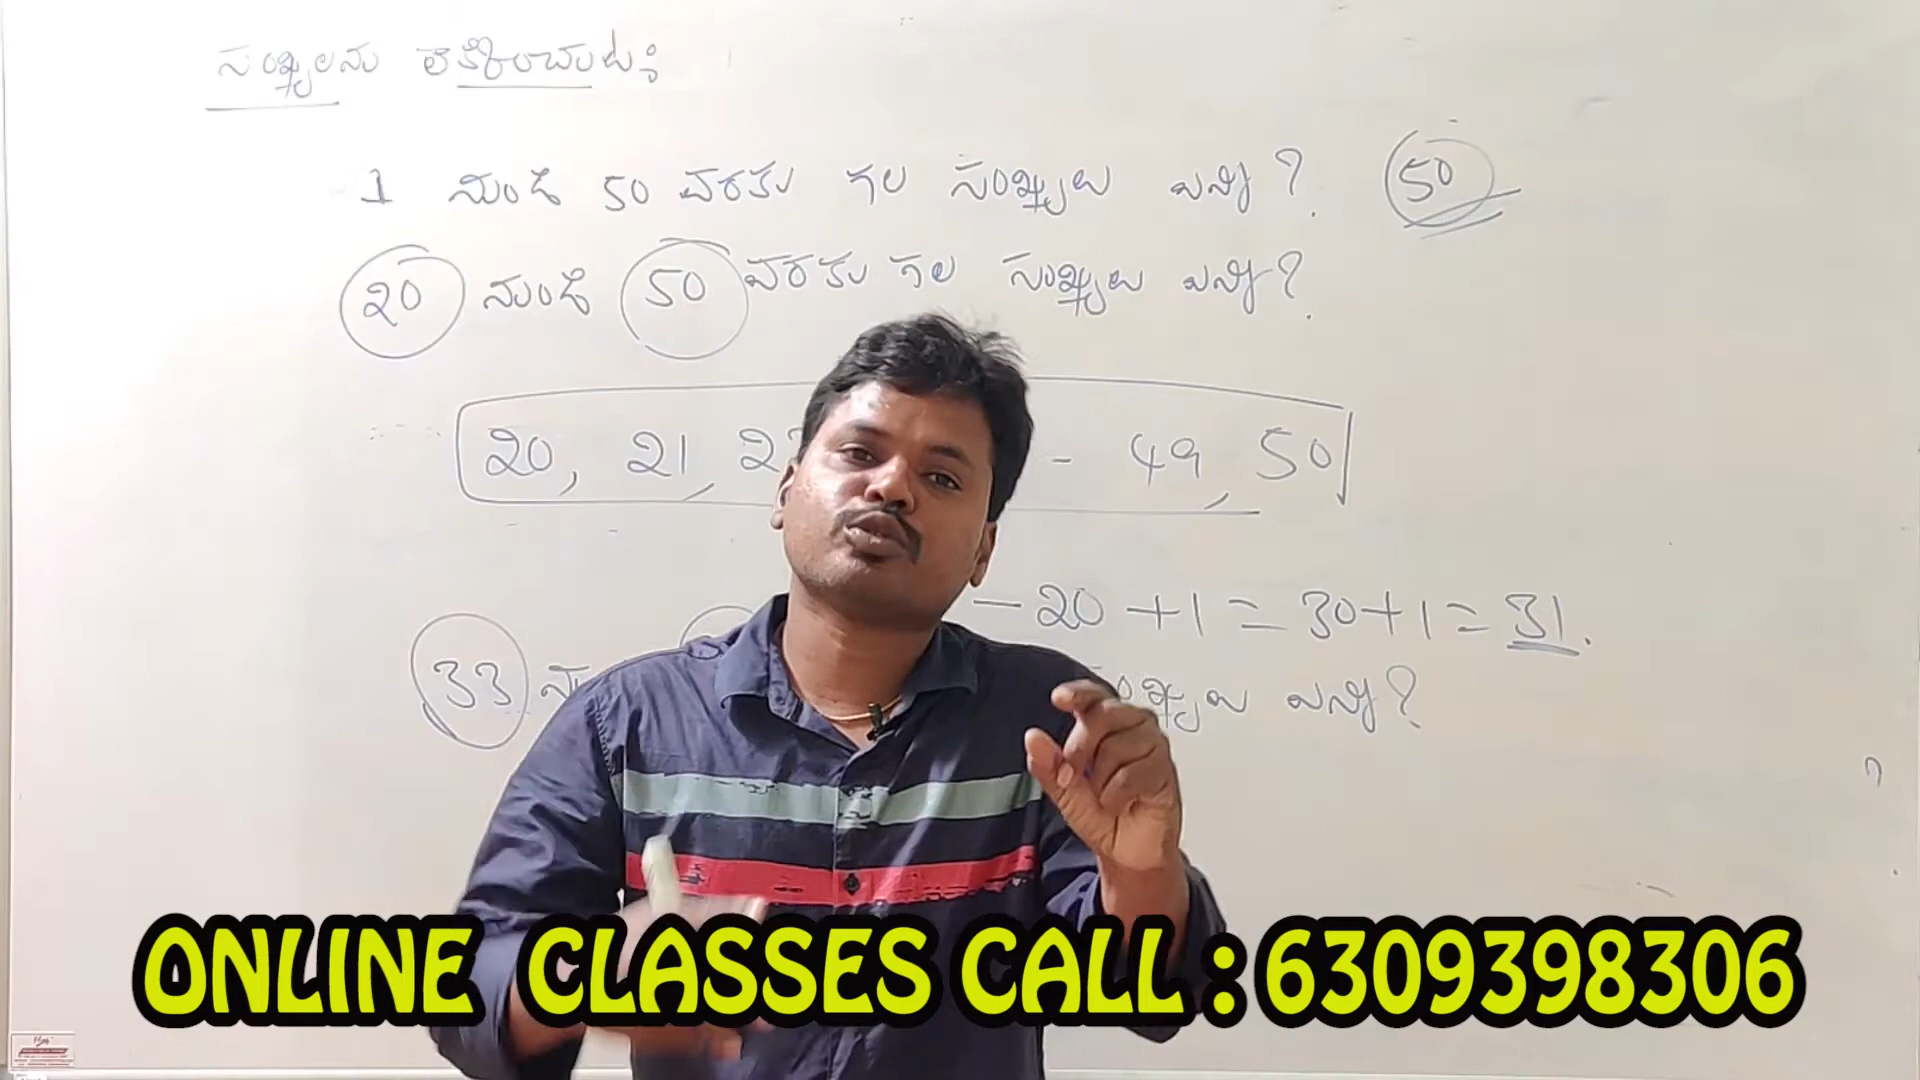 సంఖ్యలను లెక్కించుట :
1 నుండి 50 వరకు గల సంఖ్యలు ఎన్ని? 50
20 నుండి 50 వరకు గల సంఖ్యలు ఎన్ని?
20, 21, 22 - 49, 50
- 20 + 1 = 30 + 1 = 31.
33 ను సంఖ్యలు ఎన్ని?
ONLINE CLASSES CALL : 6309398306